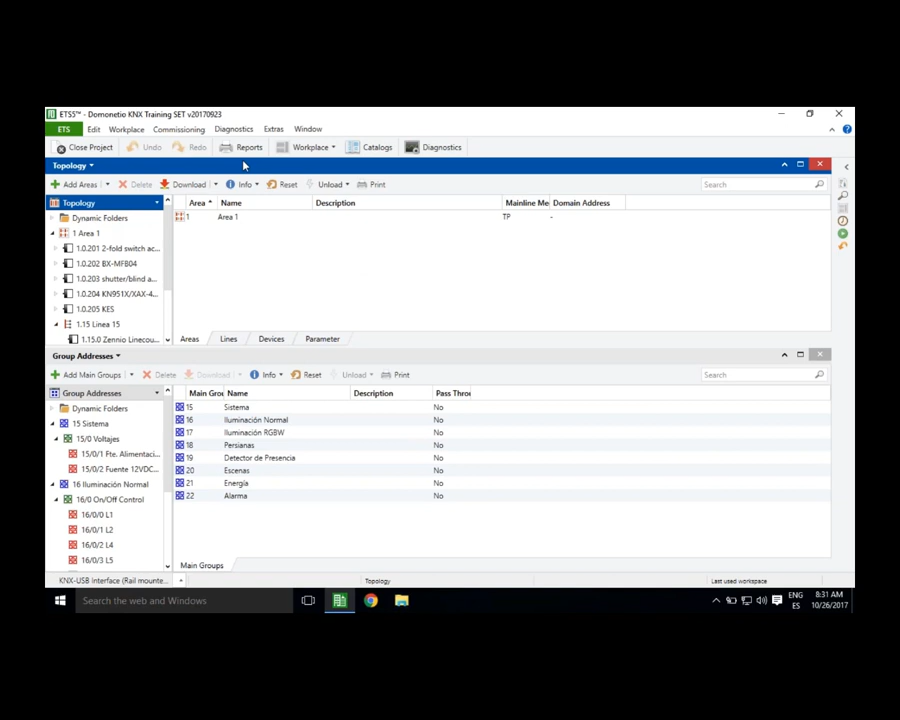 ETS5™ - Domonetio KNX Training SET v20170923
ETS Edit Workplace Commissioning Diagnostics Extras Window
Close Project Undo Redo Reports Workplace Catalogs Diagnostics
Topology
Add Areas Delete Download Info Reset Unload Print Search
Topology
Area Name Description Mainline Me Domain Address
Dynamic Folders
1 Area 1 TP -
1 Area 1
1.0.201 2-fold switch ac...
1.0.202 BX-MFB04
1.0.203 shutter/blind a...
1.0.204 KN951X/XAX-4...
1.0.205 KES
1.15 Linea 15
1.15.0 Zennio Linecou...
Areas Lines Devices Parameter
Group Addresses
Add Main Groups Delete Download Info Reset Unload Print Search
Group Addresses
Main Grou Name Description Pass Throu
Dynamic Folders
15 Sistema
15/0 Voltajes
15/0/1 Fte. Alimentaci...
15/0/2 Fuente 12VDC...
16 Iluminación Normal
16/0 On/Off Control
16/0/0 L1
16/0/1 L2
16/0/2 L4
16/0/3 L5
15 Sistema No
16 Iluminación Normal No
17 Iluminación RGBW No
18 Persianas No
19 Detector de Presencia No
20 Escenas No
21 Energía No
22 Alarma No
Main Groups
KNX-USB Interface (Rail mounte... Topology Last used workspace
Search the web and Windows
ENG
ES
8:31 AM
10/26/2017